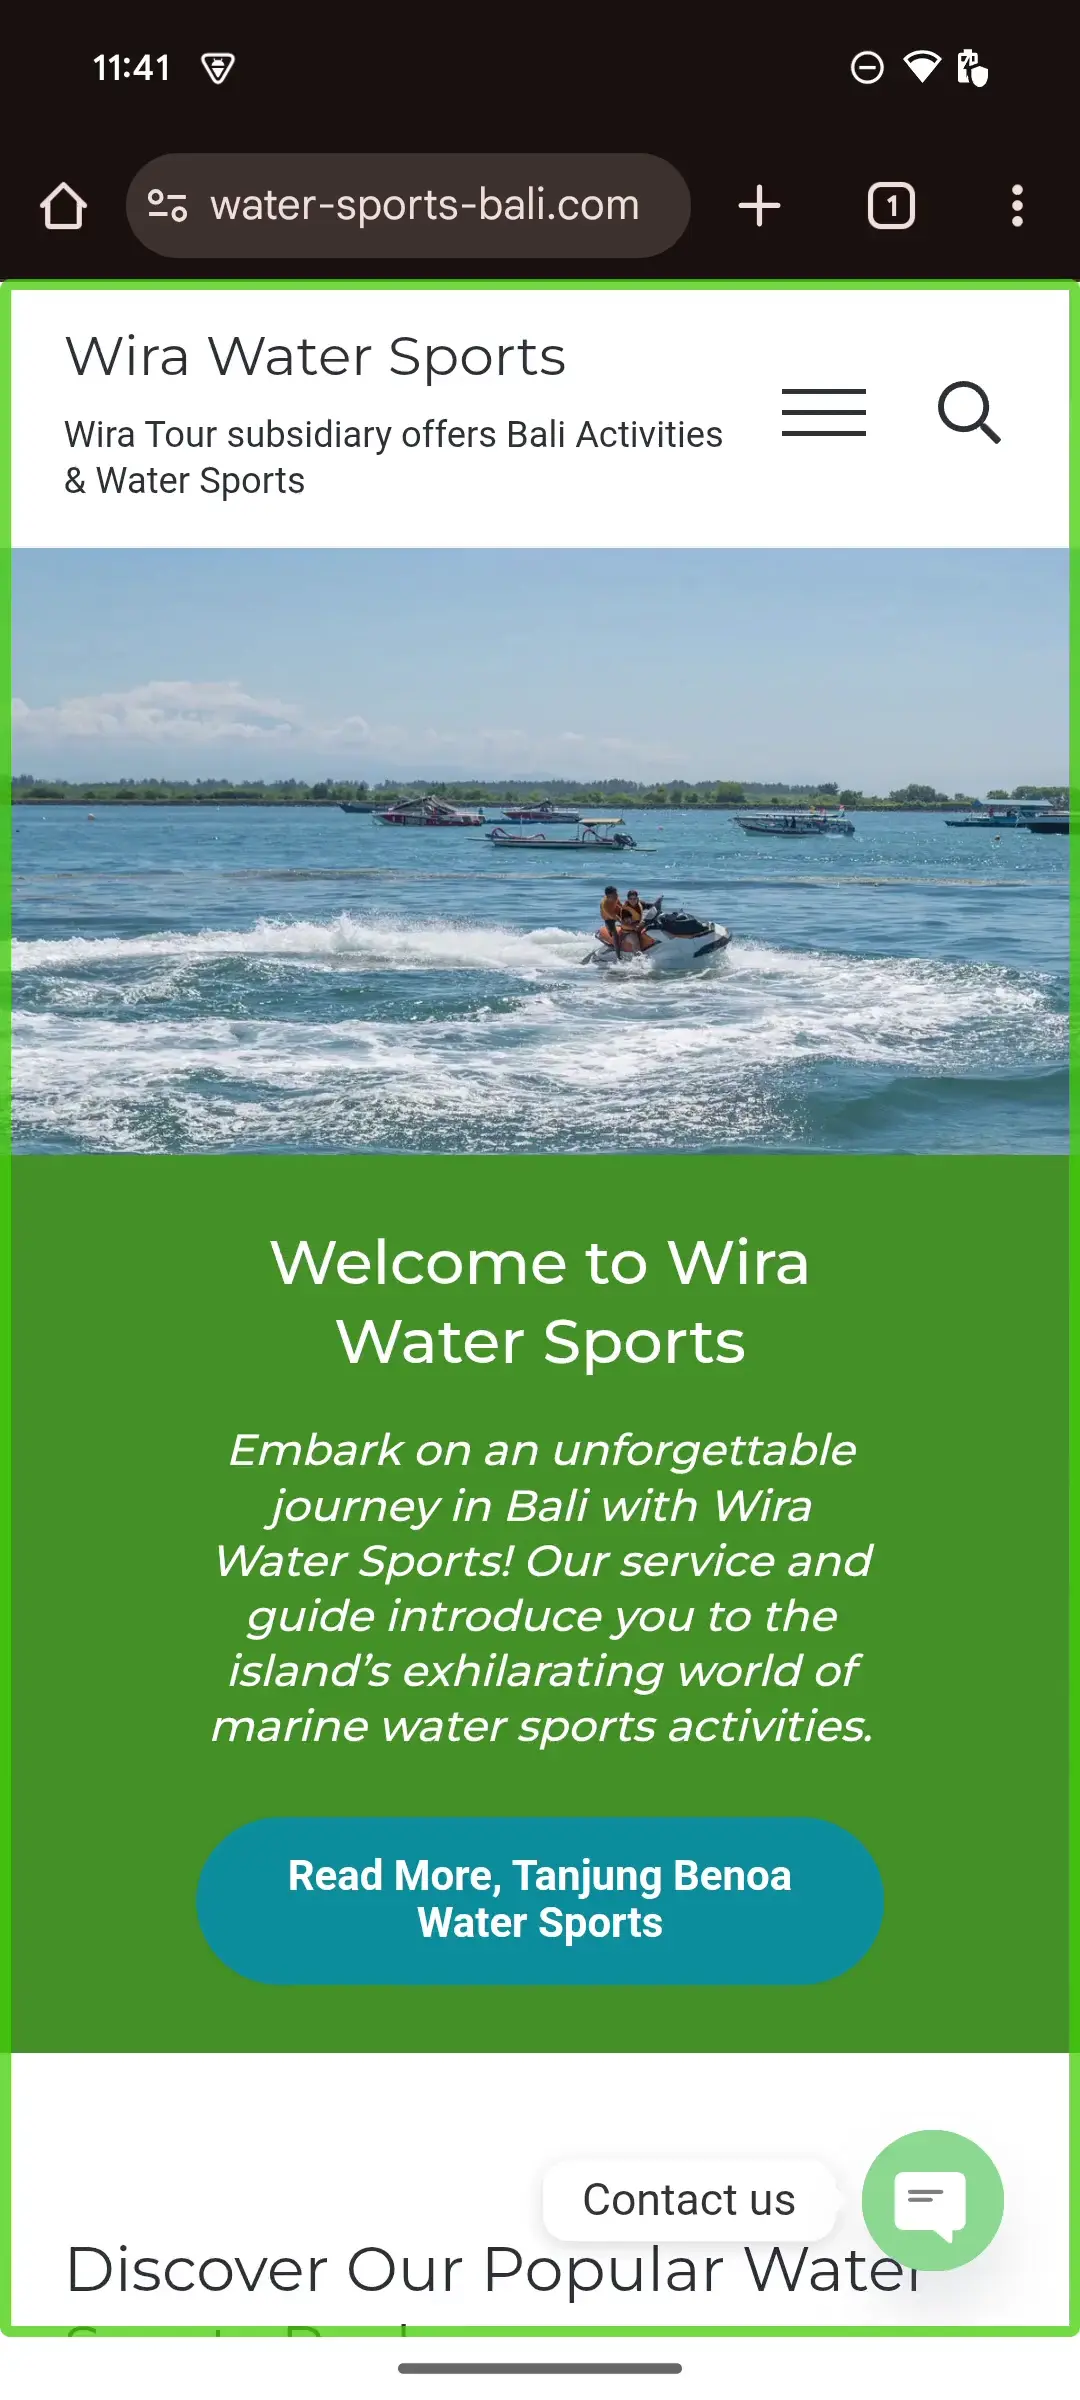 11:41
water-sports-bali.com
1
Wira Water Sports
Wira Tour subsidiary offers Bali Activities
& Water Sports
Welcome to Wira
Water Sports
Embark on an unforgettable
journey in Bali with Wira
Water Sports! Our service and
guide introduce you to the
island’s exhilarating world of
marine water sports activities.
Read More, Tanjung Benoa
Water Sports
Contact us
Discover Our Popular Water